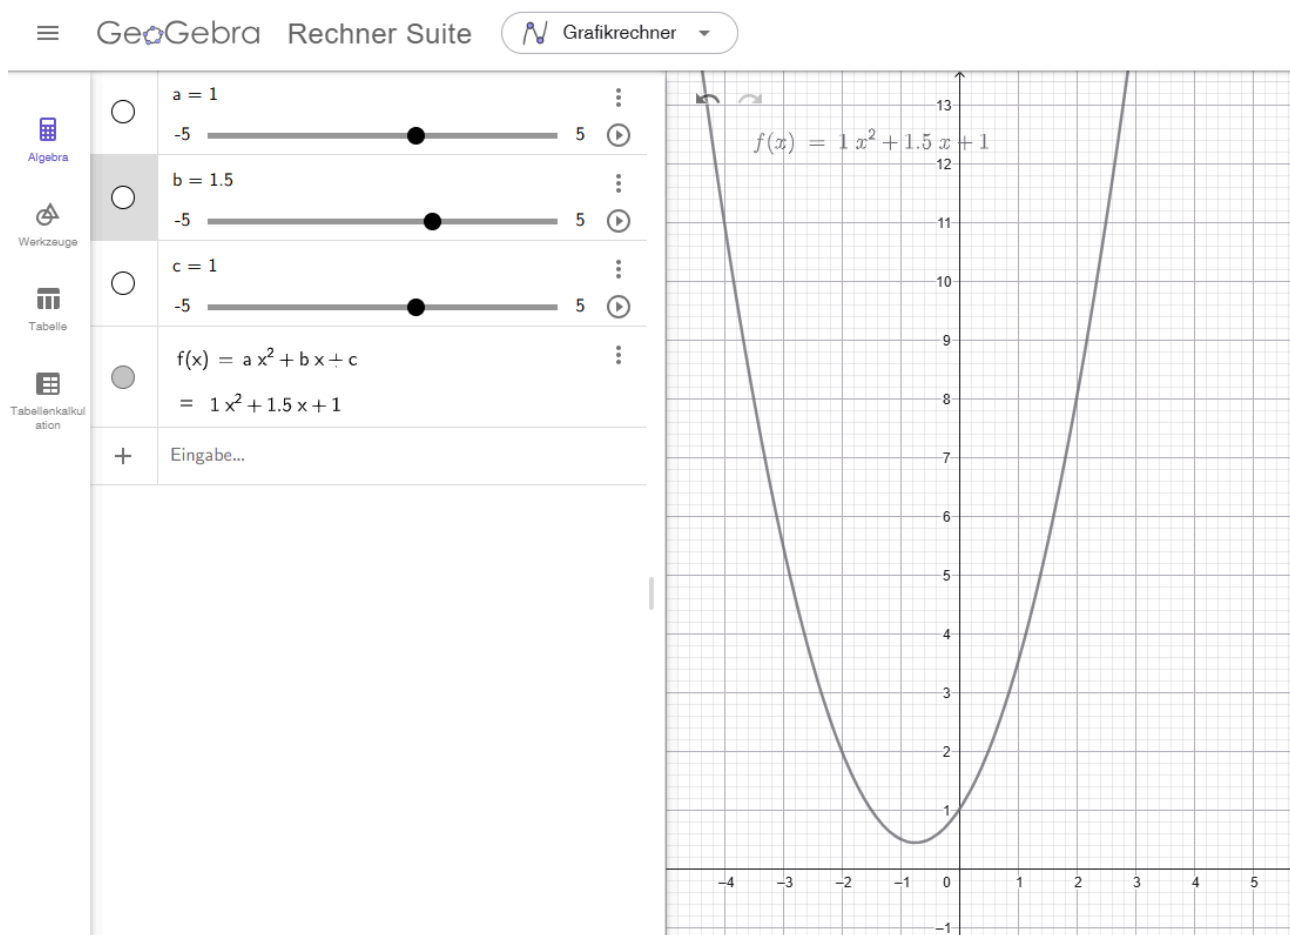 GeoGebra Rechner Suite Grafikrechner
Algebra
Werkzeuge
Tabelle
Tabellenkalkul
ation
a = 1
-5 5
b = 1.5
-5 5
c = 1
-5 5
f(x) = a x² + b x + c
= 1 x² + 1.5 x + 1
+ Eingabe...
f(x) = 1 x² + 1.5 x + 1
13
12
11
10
9
8
7
6
5
4
3
2
1
–4 –3 –2 –1 0 1 2 3 4 5
–1